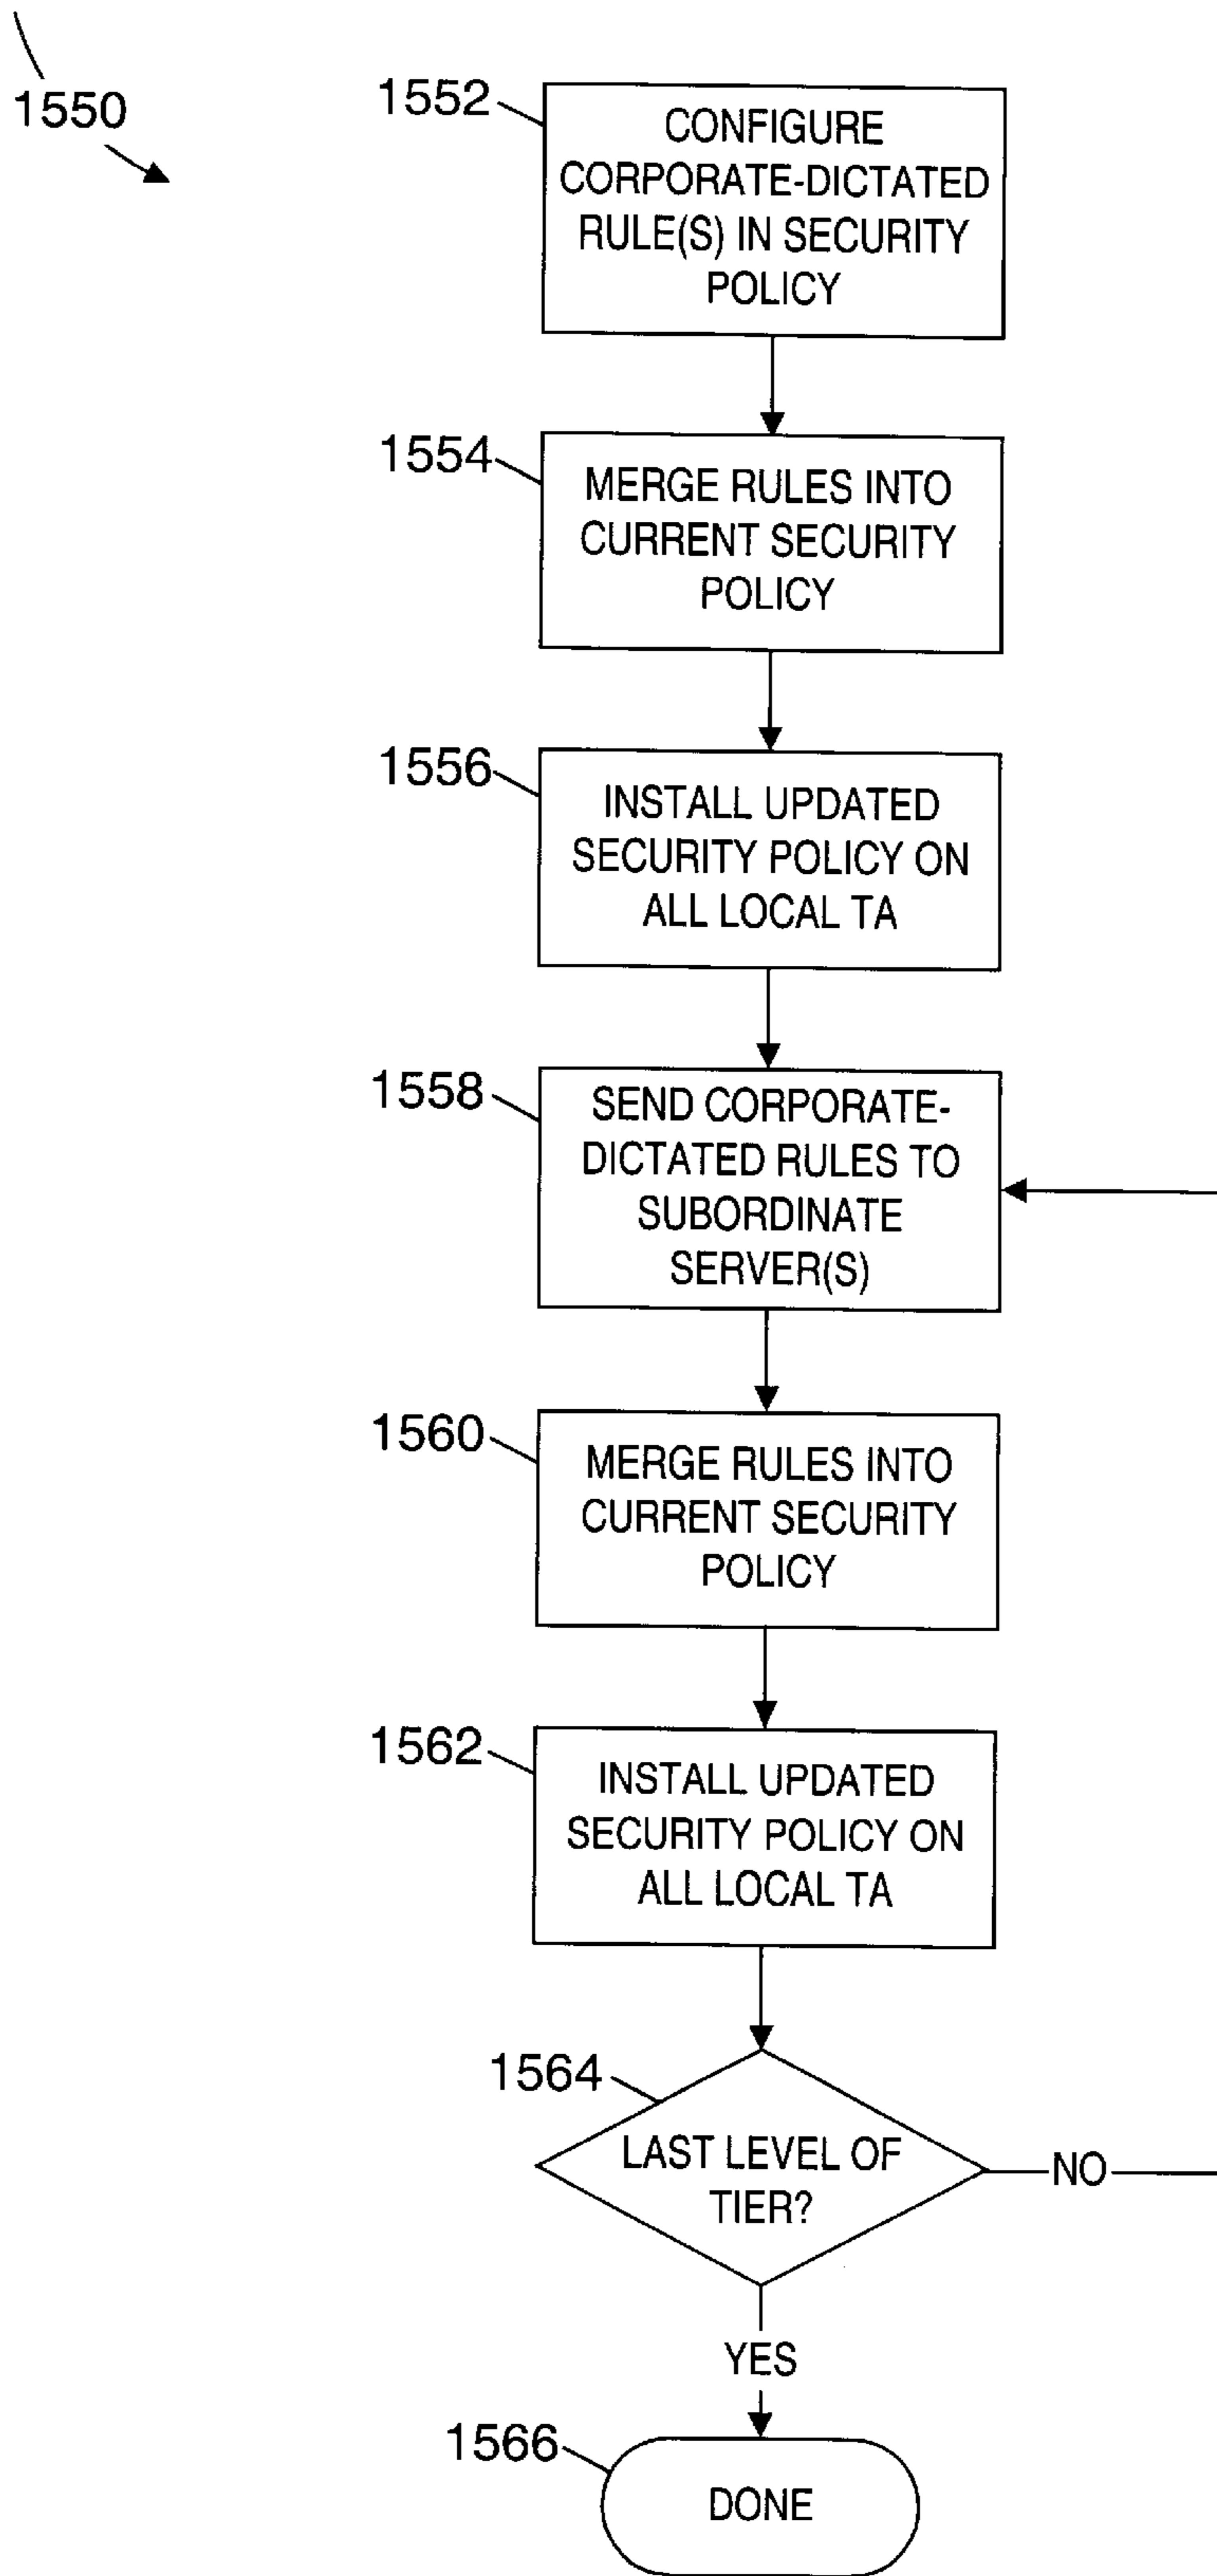 1550
1552
CONFIGURE
CORPORATE-DICTATED
RULE(S) IN SECURITY
POLICY
1554
MERGE RULES INTO
CURRENT SECURITY
POLICY
1556
INSTALL UPDATED
SECURITY POLICY ON
ALL LOCAL TA
1558
SEND CORPORATE-
DICTATED RULES TO
SUBORDINATE
SERVER(S)
1560
MERGE RULES INTO
CURRENT SECURITY
POLICY
1562
INSTALL UPDATED
SECURITY POLICY ON
ALL LOCAL TA
1564
LAST LEVEL OF
TIER?
NO
YES
1566
DONE